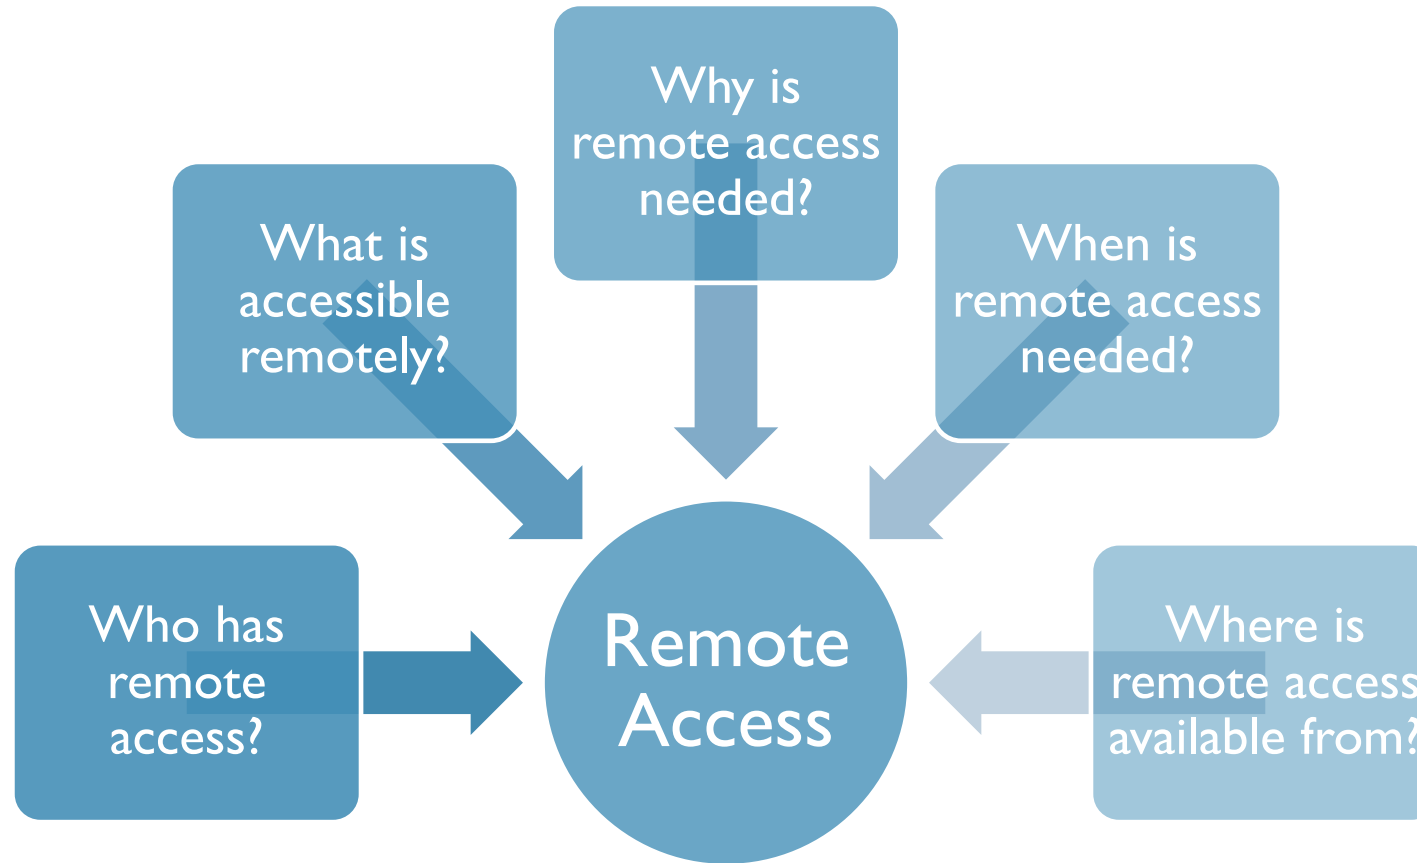 Why is
remote access
needed?
What is
accessible
remotely?
When is
remote access
needed?
Who has
remote
access?
Remote
Access
Where is
remote access
available from?